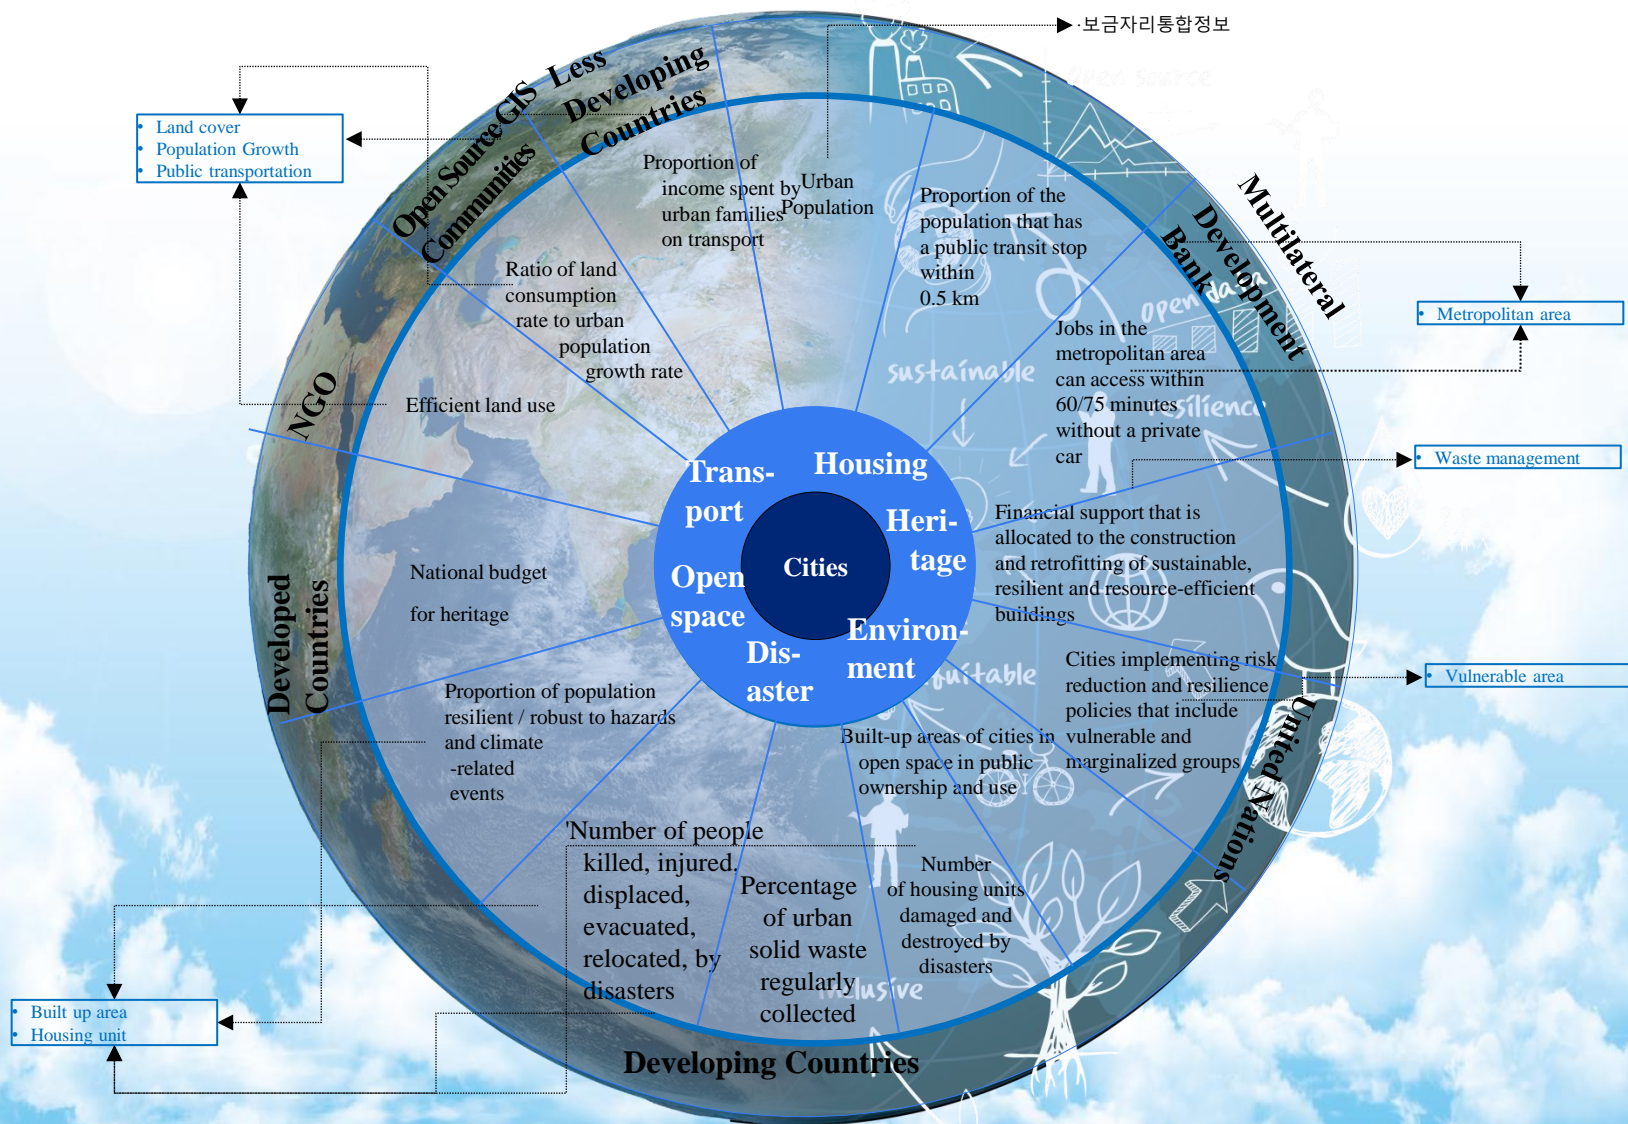 ·보금자리통합정보
Less
Developing
Countries
Open Source GIS
Communities
NGO
Developed
Countries
Developing Countries
United Nations
Multilateral
Development
Bank
• Land cover
• Population Growth
• Public transportation
• Metropolitan area
• Waste management
• Vulnerable area
• Built up area
• Housing unit
Proportion of
income spent by
urban families
on transport
Urban
Population
Proportion of the
population that has
a public transit stop
within
0.5 km
Jobs in the
metropolitan area
can access within
60/75 minutes
without a private
car
Financial support that is
allocated to the construction
and retrofitting of sustainable,
resilient and resource-efficient
buildings
Cities implementing risk
reduction and resilience
policies that include
vulnerable and
marginalized groups
Built-up areas of cities in
open space in public
ownership and use
Number
of housing units
damaged and
destroyed by
disasters
Percentage
of urban
solid waste
regularly
collected
'Number of people
killed, injured.
displaced,
evacuated,
relocated, by
disasters
Proportion of population
resilient / robust to hazards
and climate
-related
events
National budget
for heritage
Efficient land use
Ratio of land
consumption
rate to urban
population
growth rate
Trans-
port
Housing
Heri-
tage
Environ-
ment
Dis-
aster
Open
space
Cities
open source
open data
sustainable
resilience
equitable
inclusive